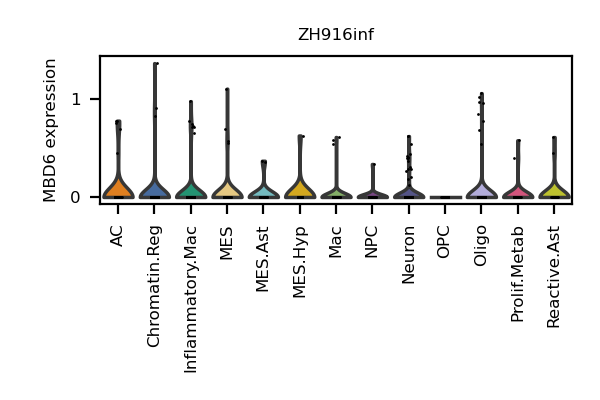 ZH916inf
MBD6 expression
1
0
AC
Chromatin.Reg
Inflammatory.Mac
MES
MES.Ast
MES.Hyp
Mac
NPC
Neuron
OPC
Oligo
Prolif.Metab
Reactive.Ast